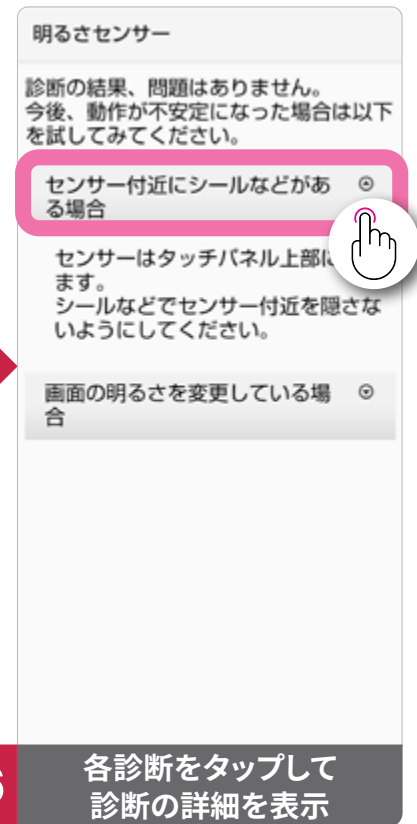 明るさセンサー
診断の結果、問題はありません。
今後、動作が不安定になった場合は以下
を試してみてください。
センサー付近にシールなどがあ
る場合
センサーはタッチパネル上部に
ます。
シールなどでセンサー付近を隠さな
いようにしてください。
画面の明るさを変更している場
合
各診断をタップして
診断の詳細を表示